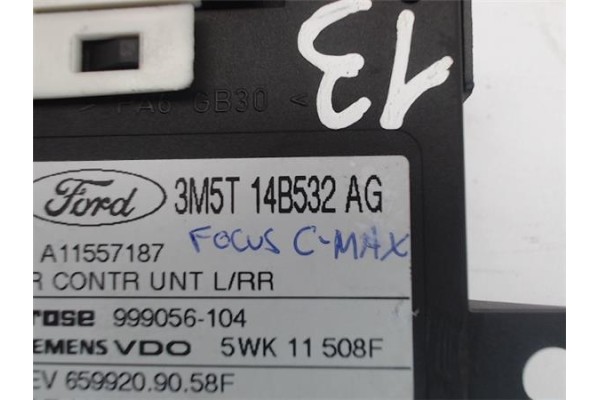 13
> PA6 GB30 <
Ford 3M5T 14B532 AG
A11557187 FOCUS C-MAX
R CONTR UNT L/RR
rose 999056-104
EMENS VDO 5WK 11 508F
EV 659920.90.58F